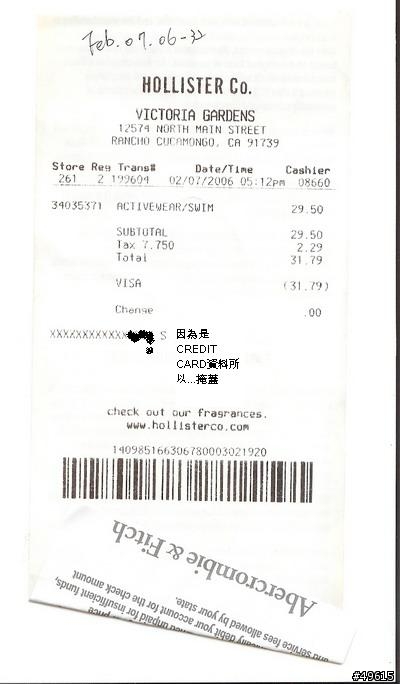 Feb. 07. 06-32
HOLLISTER Co.
VICTORIA GARDENS
12574 NORTH MAIN STREET
RANCHO CUCAMONGO, CA 91739
Store Reg Trans# Date/Time Cashier
261 2 199604 02/07/2006 05:12pm 08660
34035371 ACTIVEWEAR/SWIM 29.50
SUBTOTAL 29.50
Tax 7.750 2.29
Total 31.79
VISA (31.79)
Change .00
XXXXXXXXXXXX S
因為是
CREDIT
CARD資料所
以...掩蓋
check out our fragrances.
www.hollisterco.com
140985166306780003021920
Abercrombie & Fitch
and service fees allowed by your state.
debit your account for the check amount
insufficient funds,
#49615